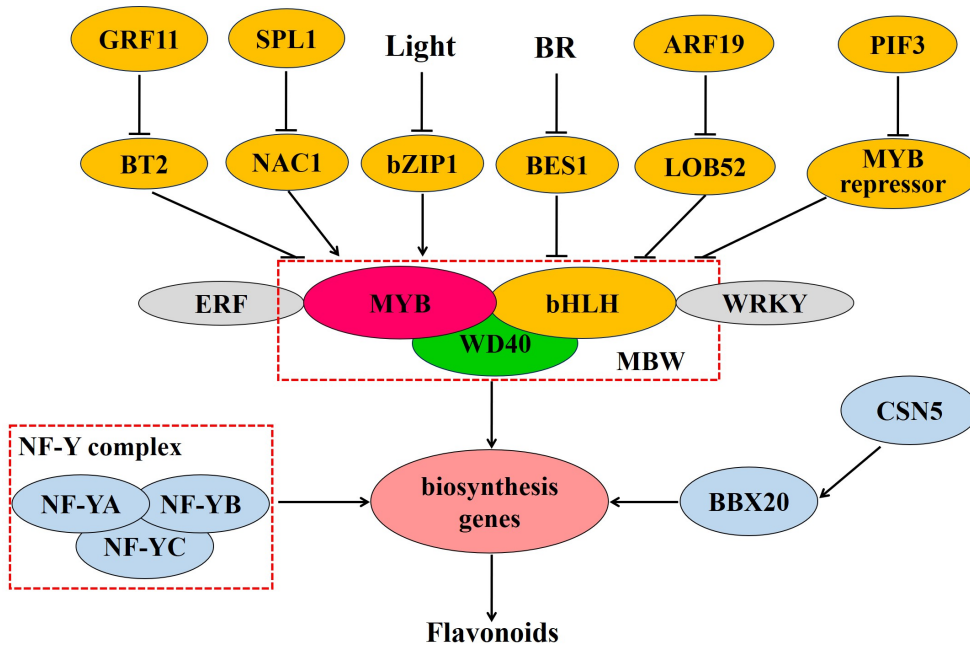 GRF11
SPL1
Light
BR
ARF19
PIF3
BT2
NAC1
bZIP1
BES1
LOB52
MYB
repressor
ERF
MYB
bHLH
WRKY
WD40
MBW
CSN5
NF-Y complex
NF-YA
NF-YB
NF-YC
biosynthesis
genes
BBX20
Flavonoids